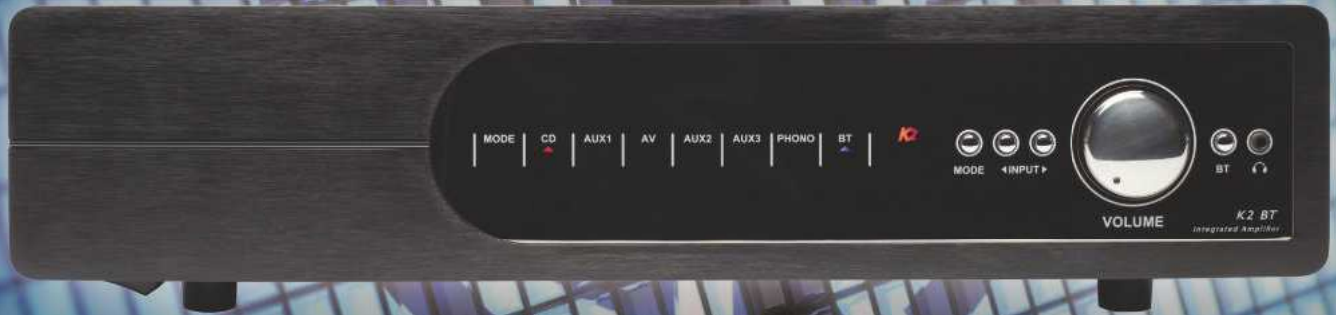 MODE CD AUX1 AV AUX2 AUX3 PHONO BT K2
MODE ◄INPUT► VOLUME BT
K2 BT
Integrated Amplifier